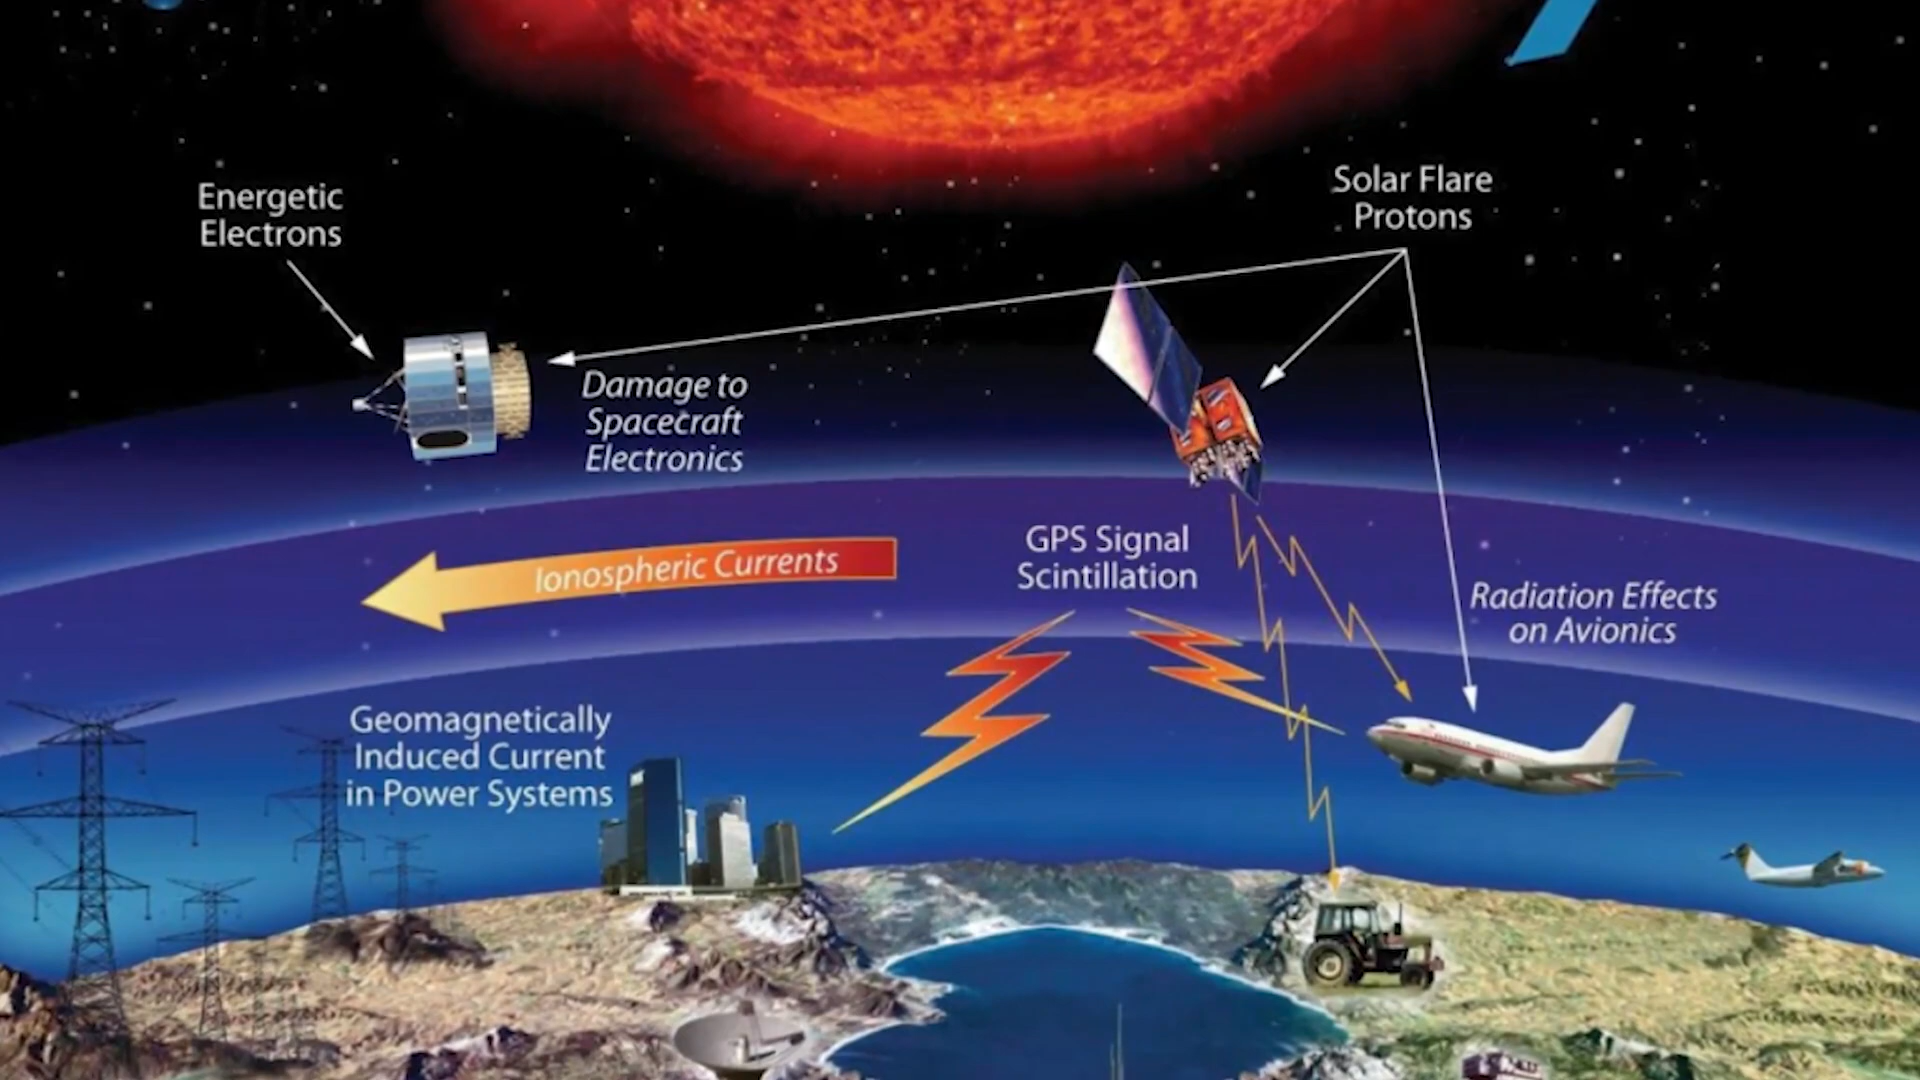 Energetic
Electrons
Solar Flare
Protons
Damage to
Spacecraft
Electronics
Ionospheric Currents
GPS Signal
Scintillation
Radiation Effects
on Avionics
Geomagnetically
Induced Current
in Power Systems